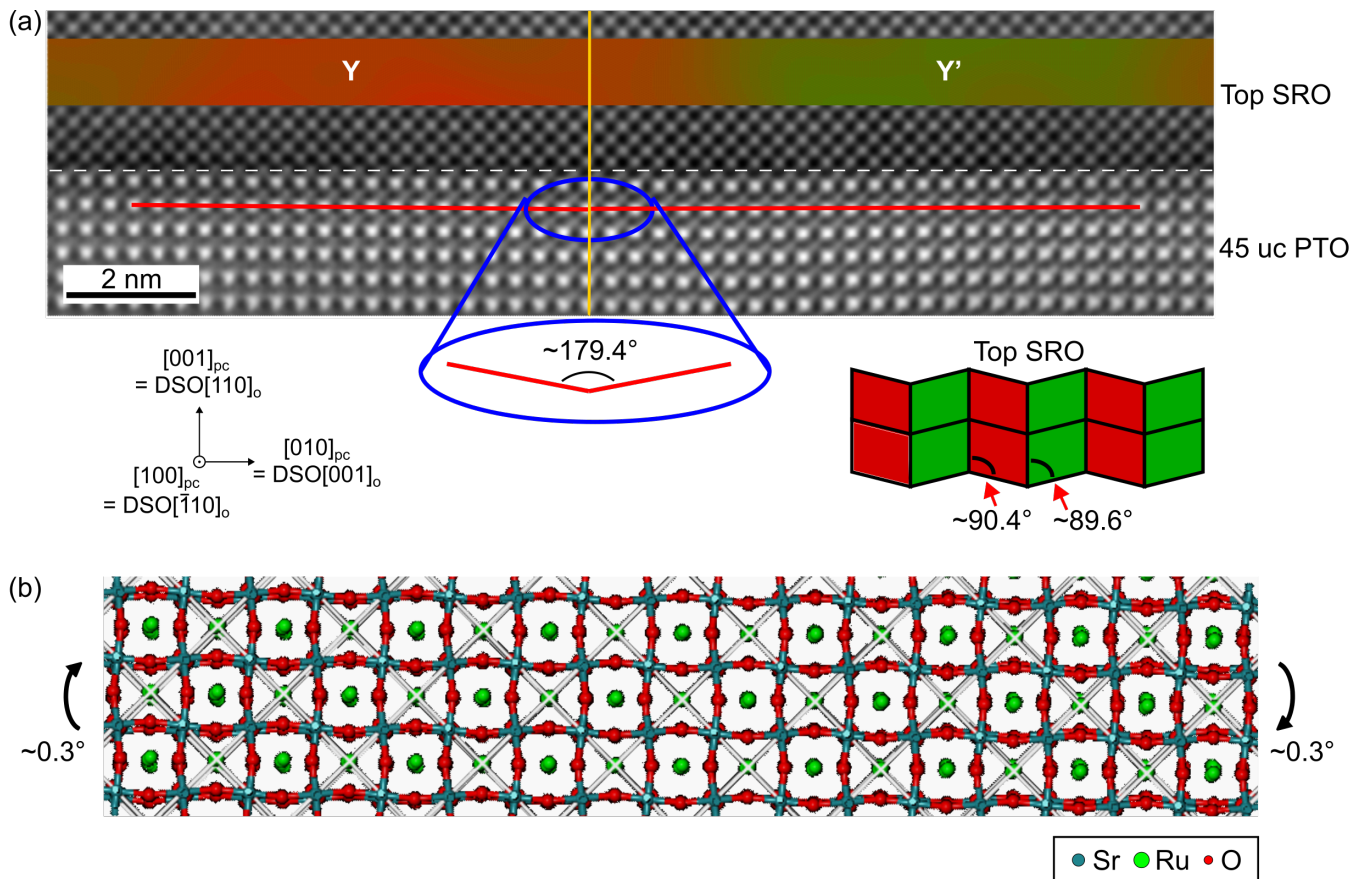 (a)
Y
Y’
Top SRO
45 uc PTO
2 nm
~179.4°
Top SRO
~90.4°
~89.6°
[001]pc
= DSO[110]o
[010]pc
= DSO[001]o
[100]pc
= DSO[1̄10]o
(b)
~0.3°
~0.3°
Sr
Ru
O